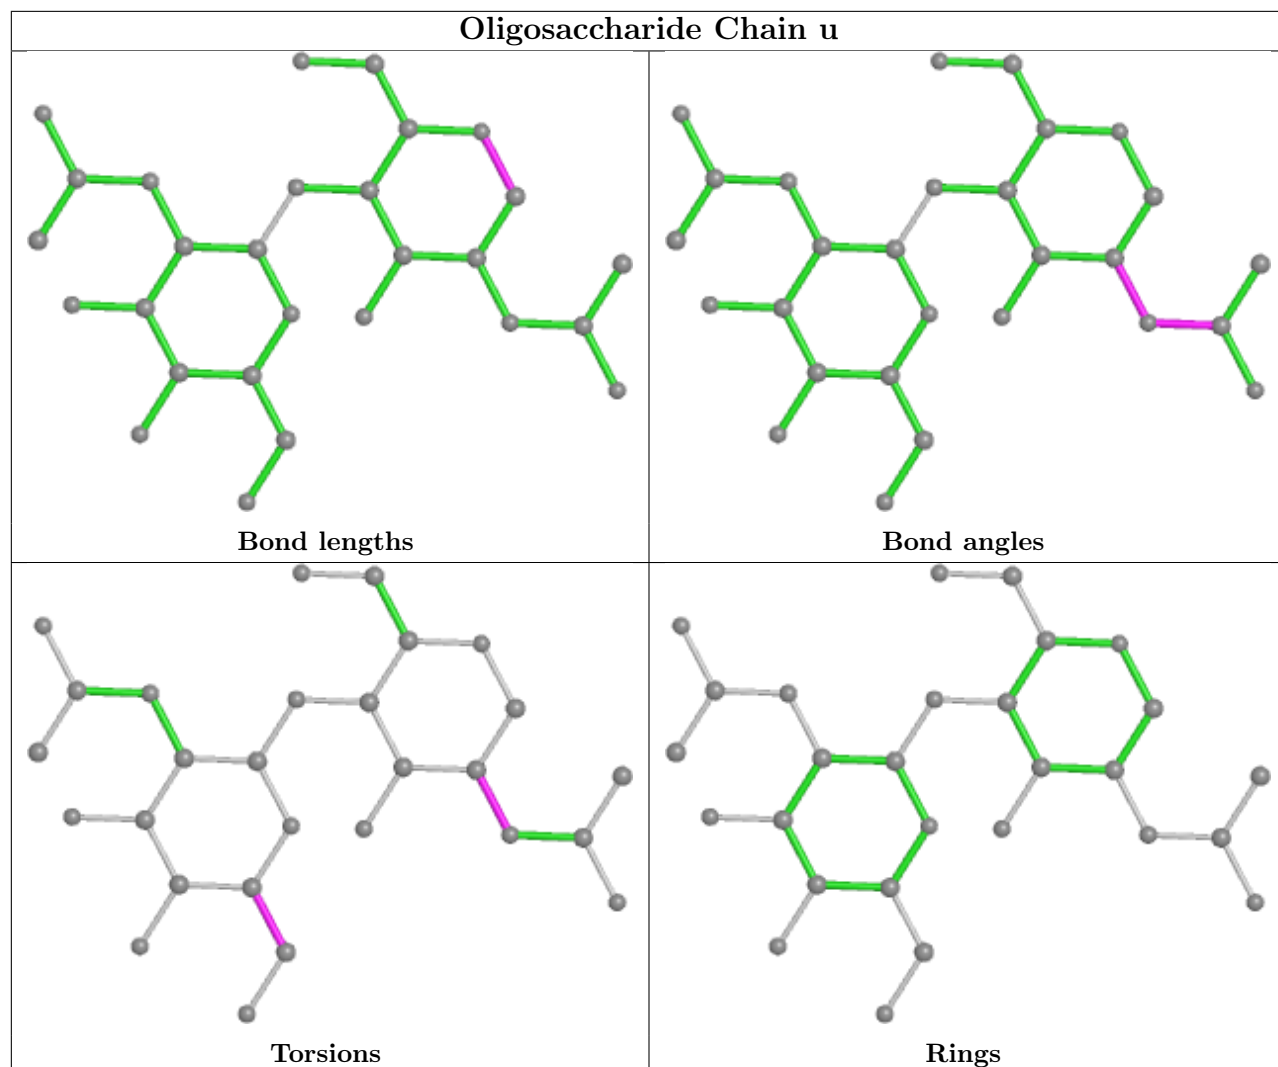 Oligosaccharide Chain u
Bond lengths
Bond angles
Torsions
Rings